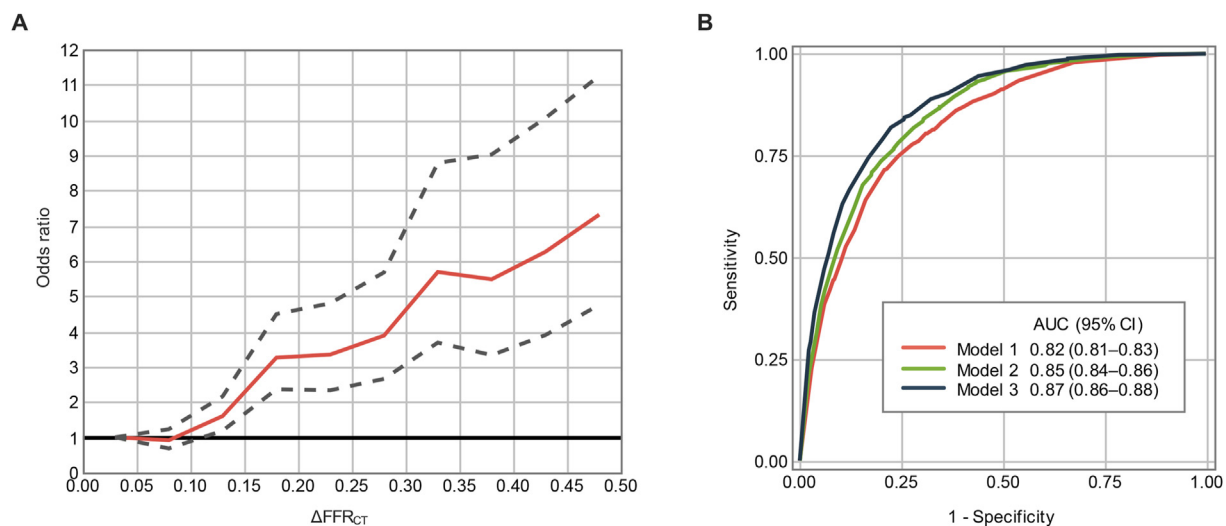 A
12
11
10
9
8
7
6
5
4
3
2
1
0
Odds ratio
0.00 0.05 0.10 0.15 0.20 0.25 0.30 0.35 0.40 0.45 0.50
ΔFFRCT
B
1.00
0.75
0.50
0.25
0.00
Sensitivity
AUC (95% CI)
Model 1 0.82 (0.81–0.83)
Model 2 0.85 (0.84–0.86)
Model 3 0.87 (0.86–0.88)
0.00 0.25 0.50 0.75 1.00
1 - Specificity